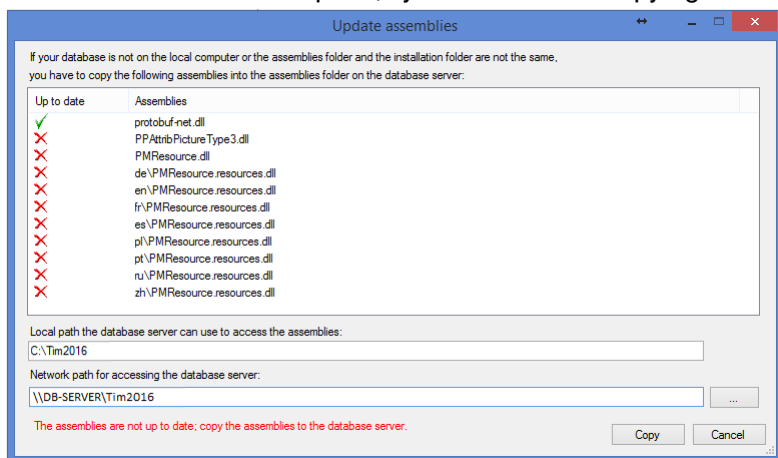 Update assemblies
If your database is not on the local computer or the assemblies folder and the installation folder are not the same,
you have to copy the following assemblies into the assemblies folder on the database server:
Up to date Assemblies
protobuf-net.dll
PPAttribPictureType3.dll
PMResource.dll
de\PMResource.resources.dll
en\PMResource.resources.dll
fr\PMResource.resources.dll
es\PMResource.resources.dll
pl\PMResource.resources.dll
pt\PMResource.resources.dll
ru\PMResource.resources.dll
zh\PMResource.resources.dll
Local path the database server can use to access the assemblies:
C:\Tim2016
Network path for accessing the database server:
\\DB-SERVER\Tim2016
...
The assemblies are not up to date; copy the assemblies to the database server.
Copy Cancel